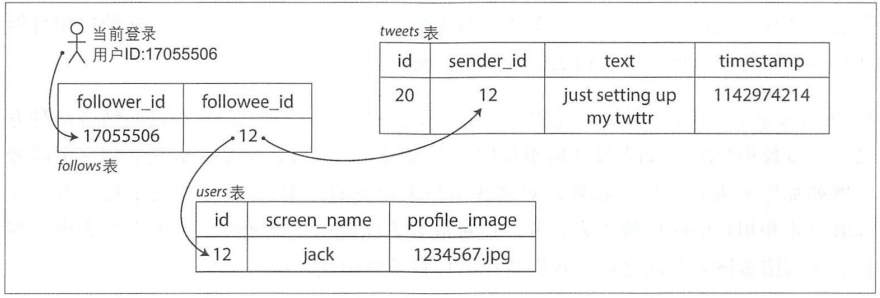 当前登录
用户ID:17055506
follower_id followee_id
17055506 12
follows表
tweets 表
id sender_id text timestamp
20 12 just setting up 1142974214
my twttr
users 表
id screen_name profile_image
12 jack 1234567.jpg